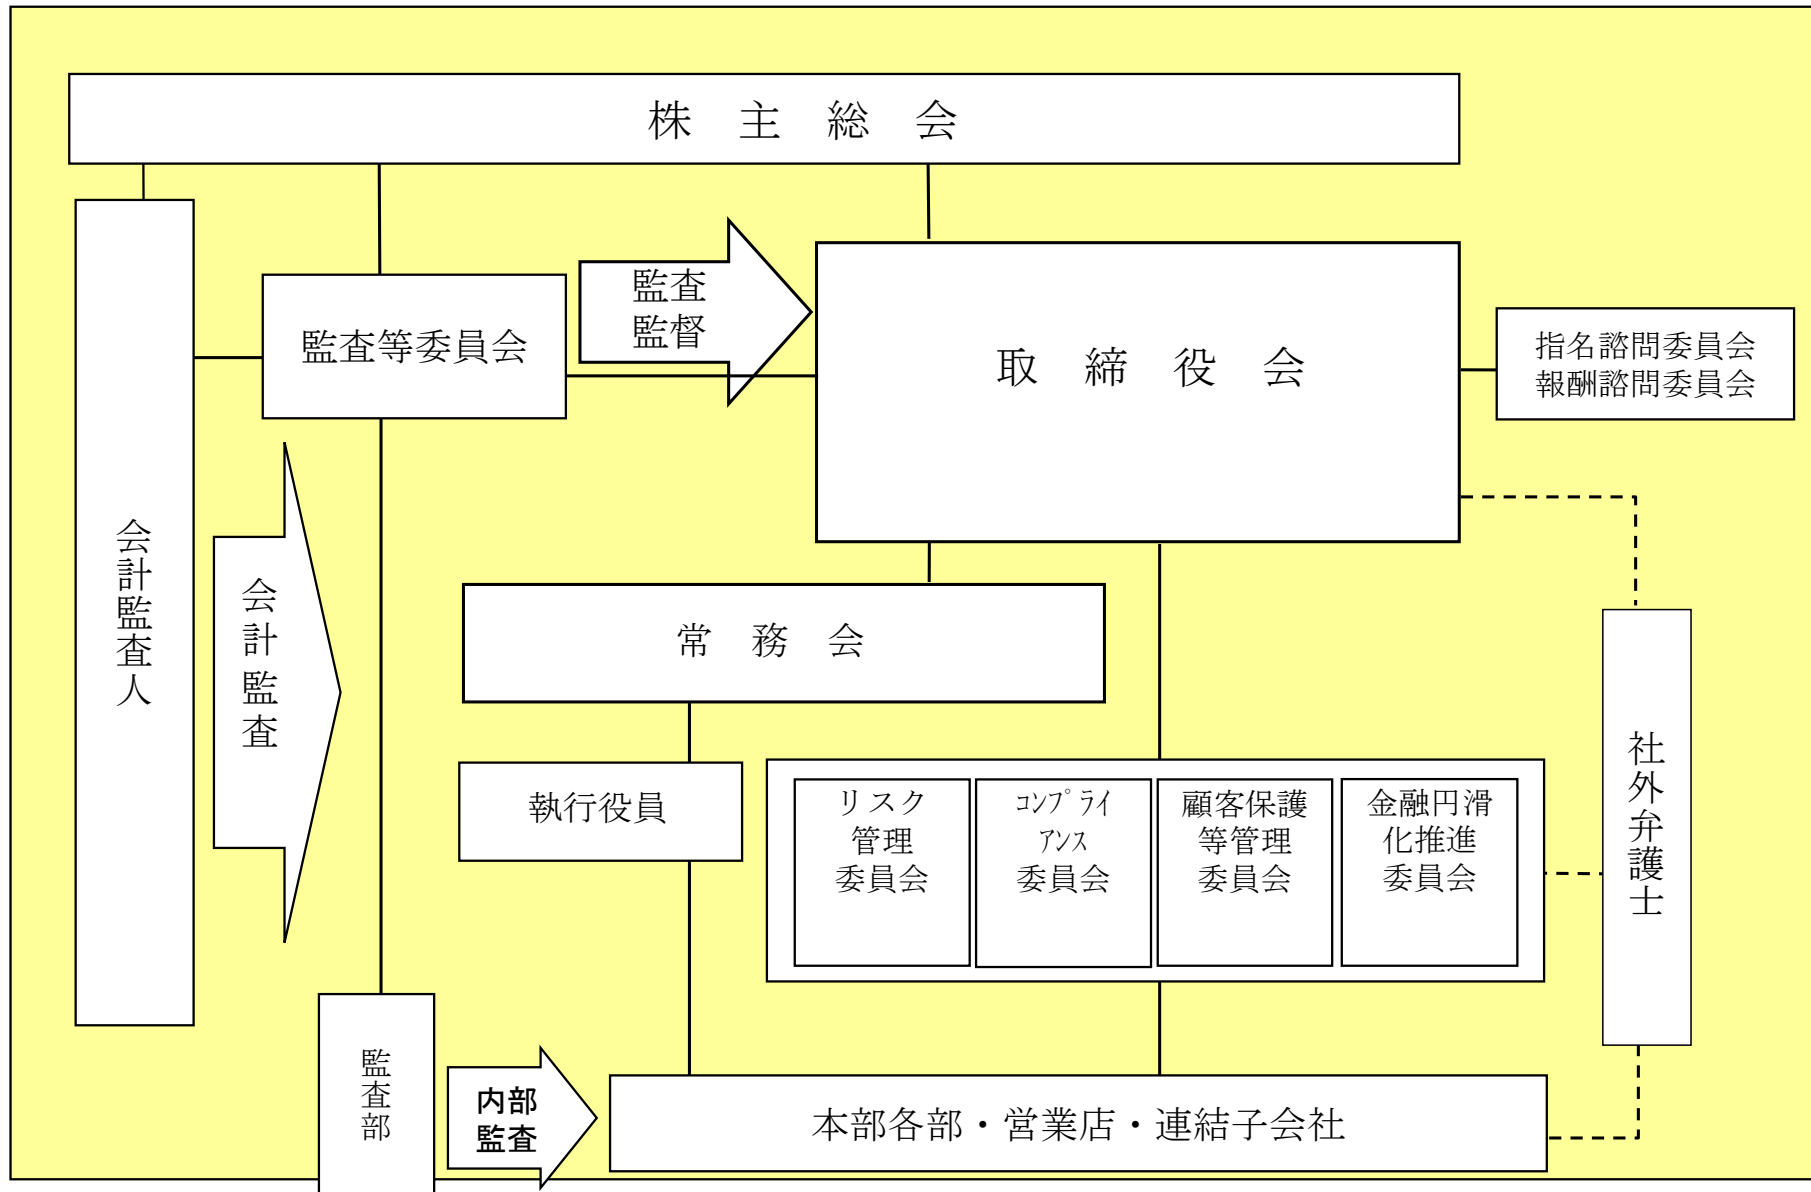 株　主　総　会
監査
監督
監査等委員会
取　締　役　会
指名諮問委員会
報酬諮問委員会
会計監査人
会計監査
常　務　会
執行役員
リスク
管理
委員会
ｺﾝﾌﾟﾗｲ
ｱﾝｽ
委員会
顧客保護
等管理
委員会
金融円滑
化推進
委員会
社外弁護士
監査部
内部
監査
本部各部・営業店・連結子会社